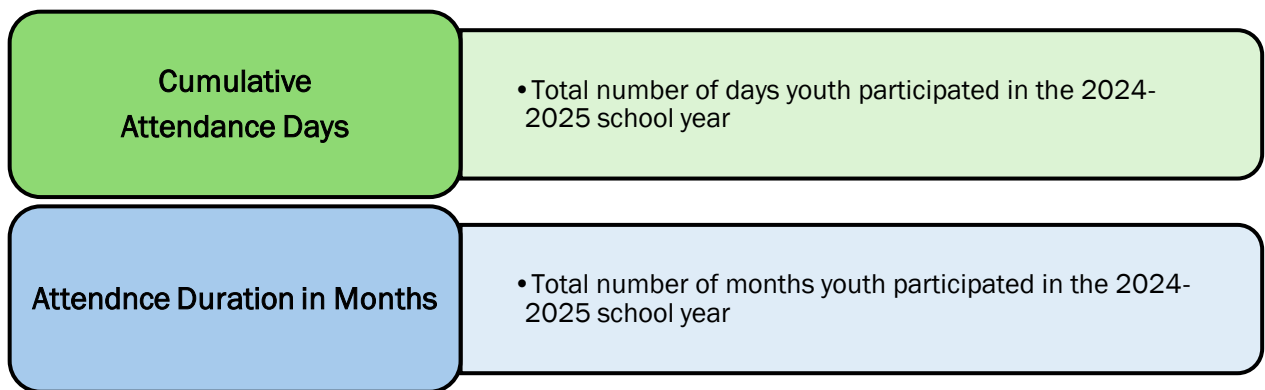 Cumulative
Attendance Days
•Total number of days youth participated in the 2024-
2025 school year
Attendnce Duration in Months
•Total number of months youth participated in the 2024-
2025 school year